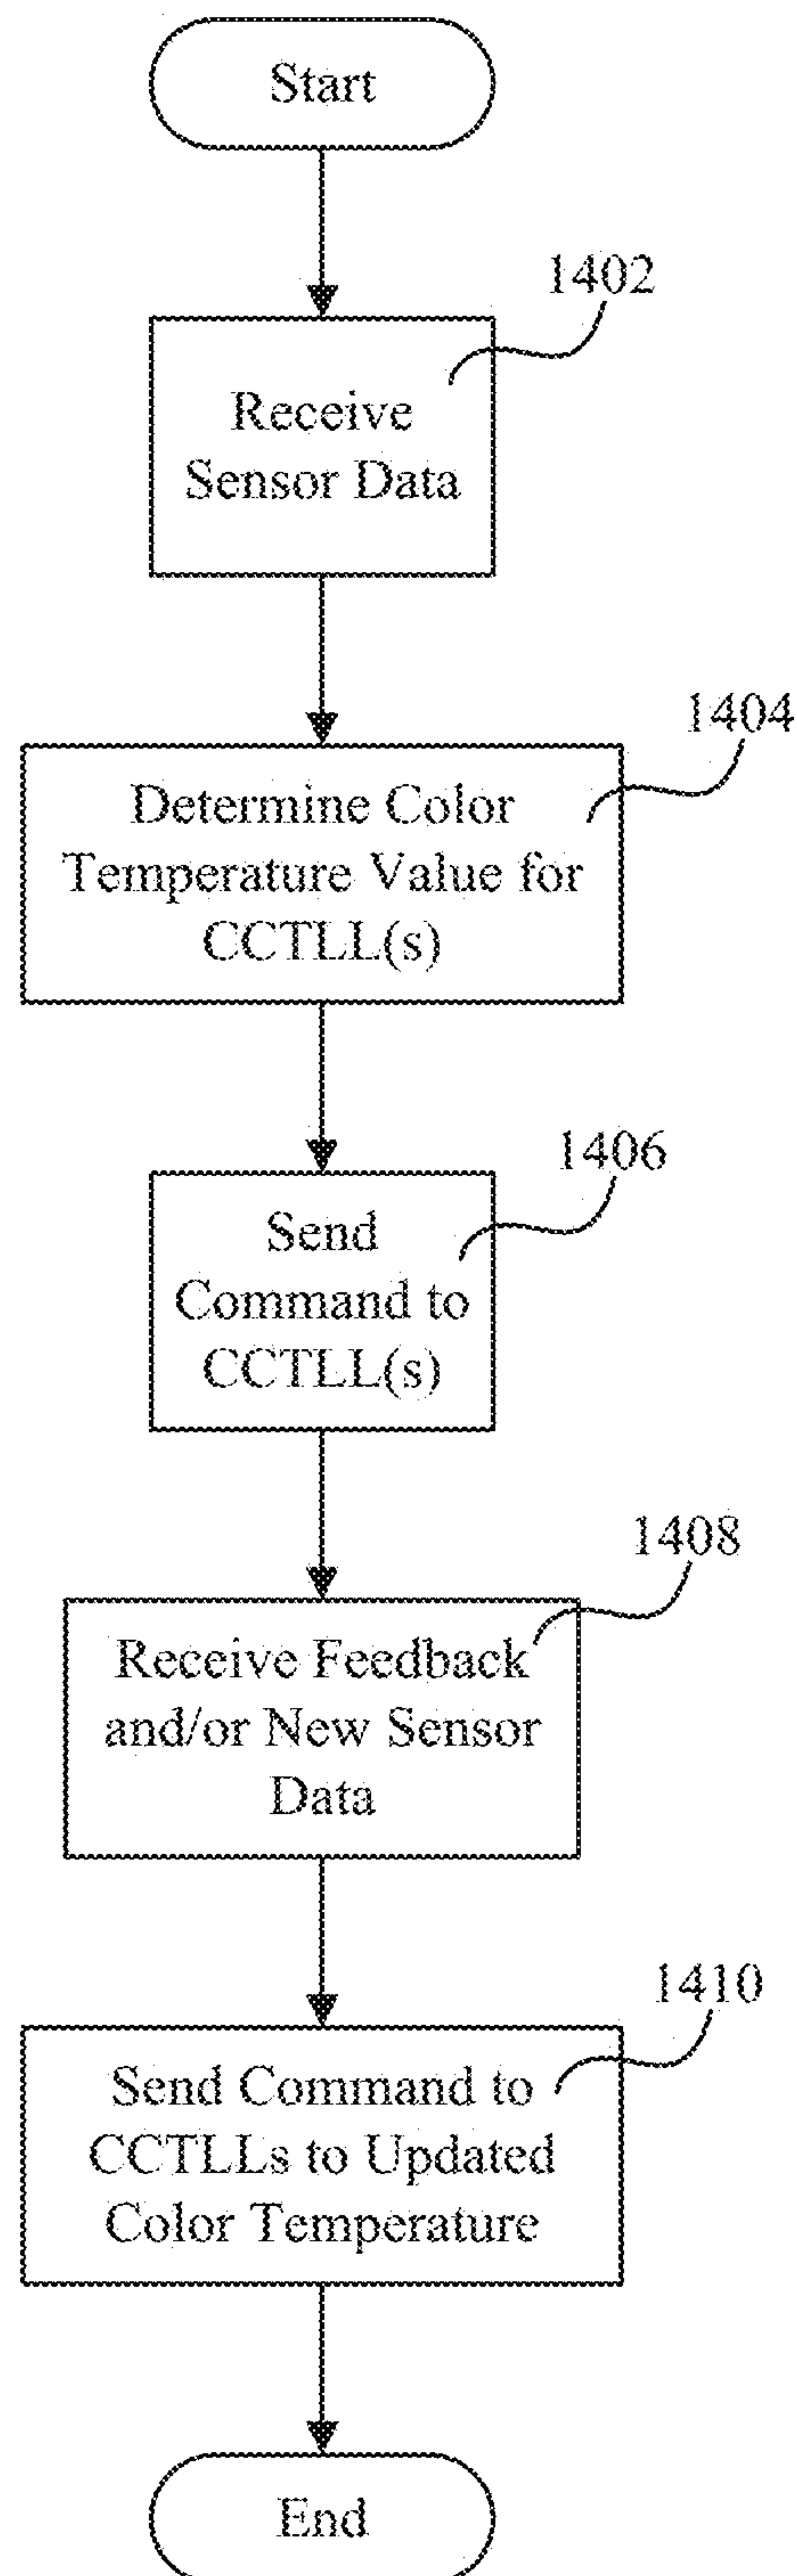 Start
1402
Receive
Sensor Data
1404
Determine Color
Temperature Value for
CCTLL(s)
1406
Send
Command to
CCTLL(s)
1408
Receive Feedback
and/or New Sensor
Data
1410
Send Command to
CCTLLs to Updated
Color Temperature
End